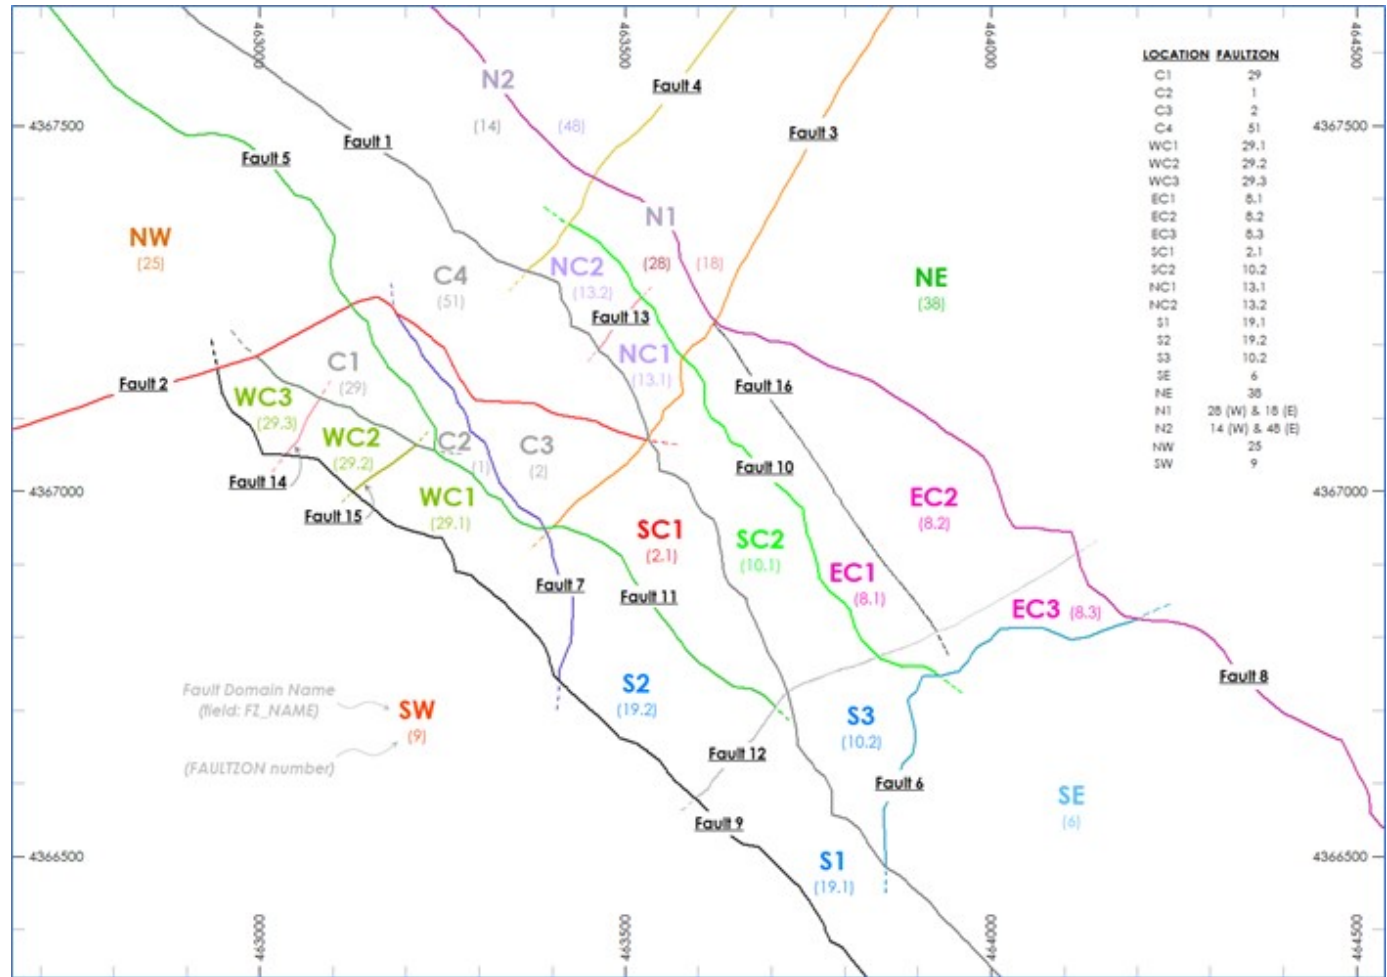 463000
463500
464000
464500
LOCATION FAULTZON
C1 29
C2 1
C3 2
C4 51
WC1 29.1
WC2 29.2
WC3 29.3
EC1 8.1
EC2 8.2
EC3 8.3
SC1 2.1
SC2 10.2
NC1 13.1
NC2 13.2
S1 19.1
S2 19.2
S3 10.2
SE 6
NE 38
N1 28 (W) & 18 (E)
N2 14 (W) & 48 (E)
NW 25
SW 9
N2
Fault 4
4367500
(14)
(48)
Fault 1
Fault 3
4367500
Fault 5
N1
NW
(25)
C4
(51)
NC2
(13.2)
(28)
(18)
NE
(38)
Fault 13
NC1
(13.1)
C1
(29)
Fault 2
Fault 16
WC3
(29.3)
WC2
(29.2)
C2
(1)
C3
(2)
Fault 10
Fault 14
4367000
WC1
(29.1)
EC2
(8.2)
4367000
Fault 15
SC1
(2.1)
SC2
(10.1)
Fault 7
Fault 11
EC1
(8.1)
EC3 (8.3)
Fault Domain Name
(field: FZ_NAME)
SW
(9)
S2
(19.2)
Fault 8
S3
(10.2)
(FAULTZON number)
Fault 12
Fault 6
SE
(6)
Fault 9
4366500
S1
(19.1)
4366500
463000
463500
464000
464500